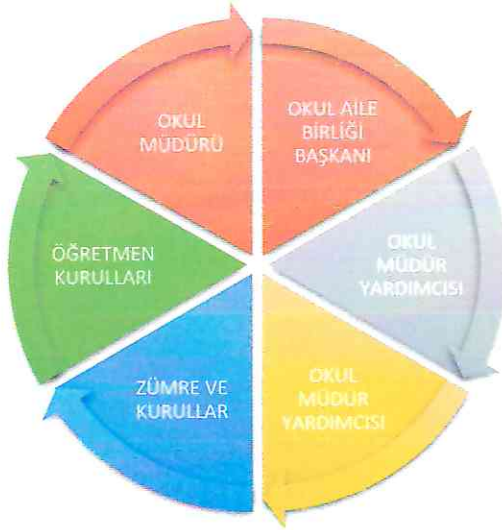 OKUL
MÜDÜRÜ
OKUL AİLE
BİRLİĞİ
BAŞKANI
OKUL
MÜDÜR
YARDIMCISI
OKUL
MÜDÜR
YARDIMCISI
ZÜMRE VE
KURULLAR
ÖĞRETMEN
KURULLARI